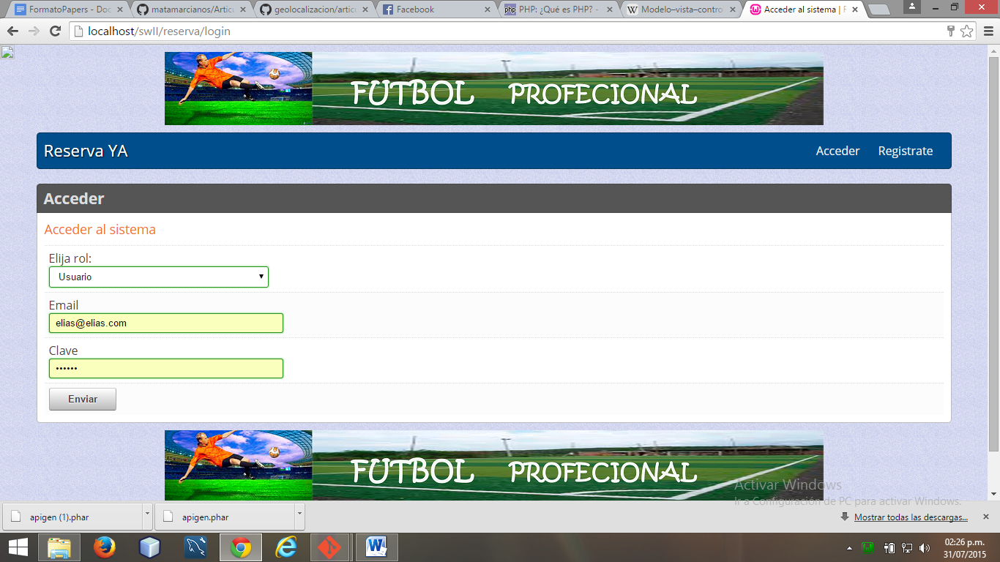 FormatoPapers - Doc
matamarcianos/Articu
geolocalizacion/articu
Facebook
PHP: ¿Qué es PHP? -
Modelo–vista–contro
Acceder al sistema | F
localhost/swII/reserva/login
FUTBOL PROFECIONAL
Reserva YA
Acceder
Registrate
Acceder
Acceder al sistema
Elija rol:
Usuario
Email
elias@elias.com
Clave
••••••
Enviar
FUTBOL PROFECIONAL
Activar Windows
Ir a Configuración de PC para activar Windows.
apigen (1).phar
apigen.phar
Mostrar todas las descargas...
02:26 p.m.
31/07/2015